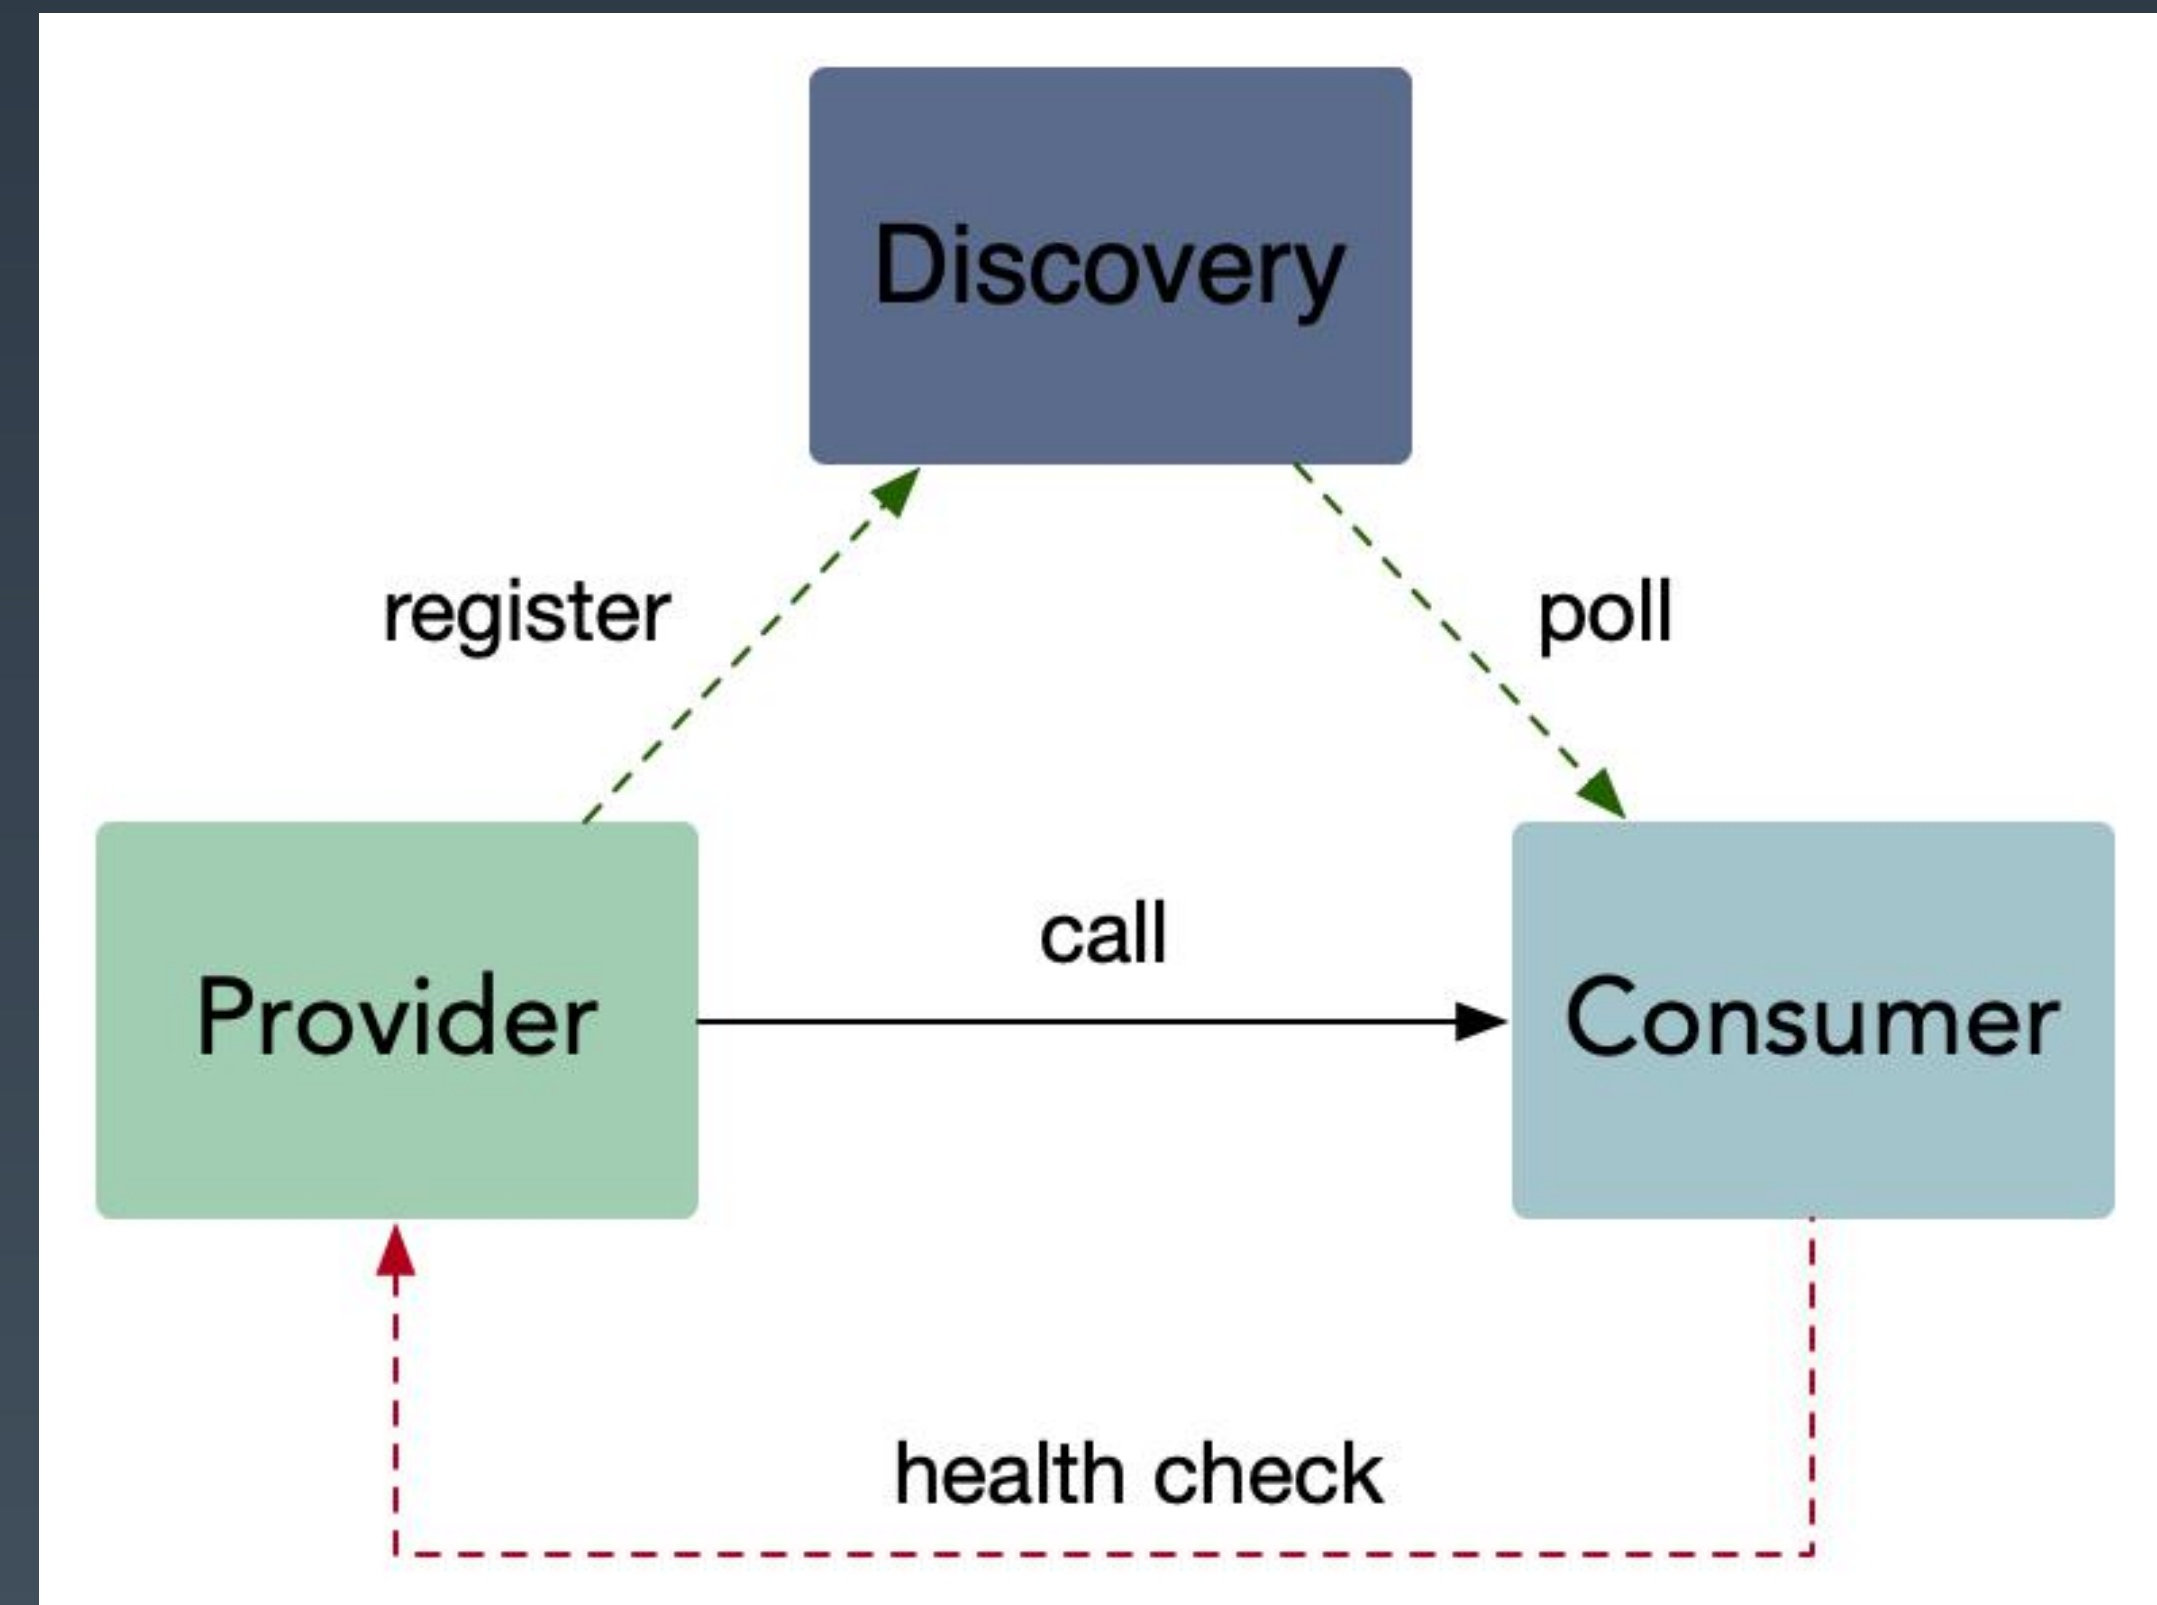 Discovery
register
poll
call
Provider
Consumer
health check